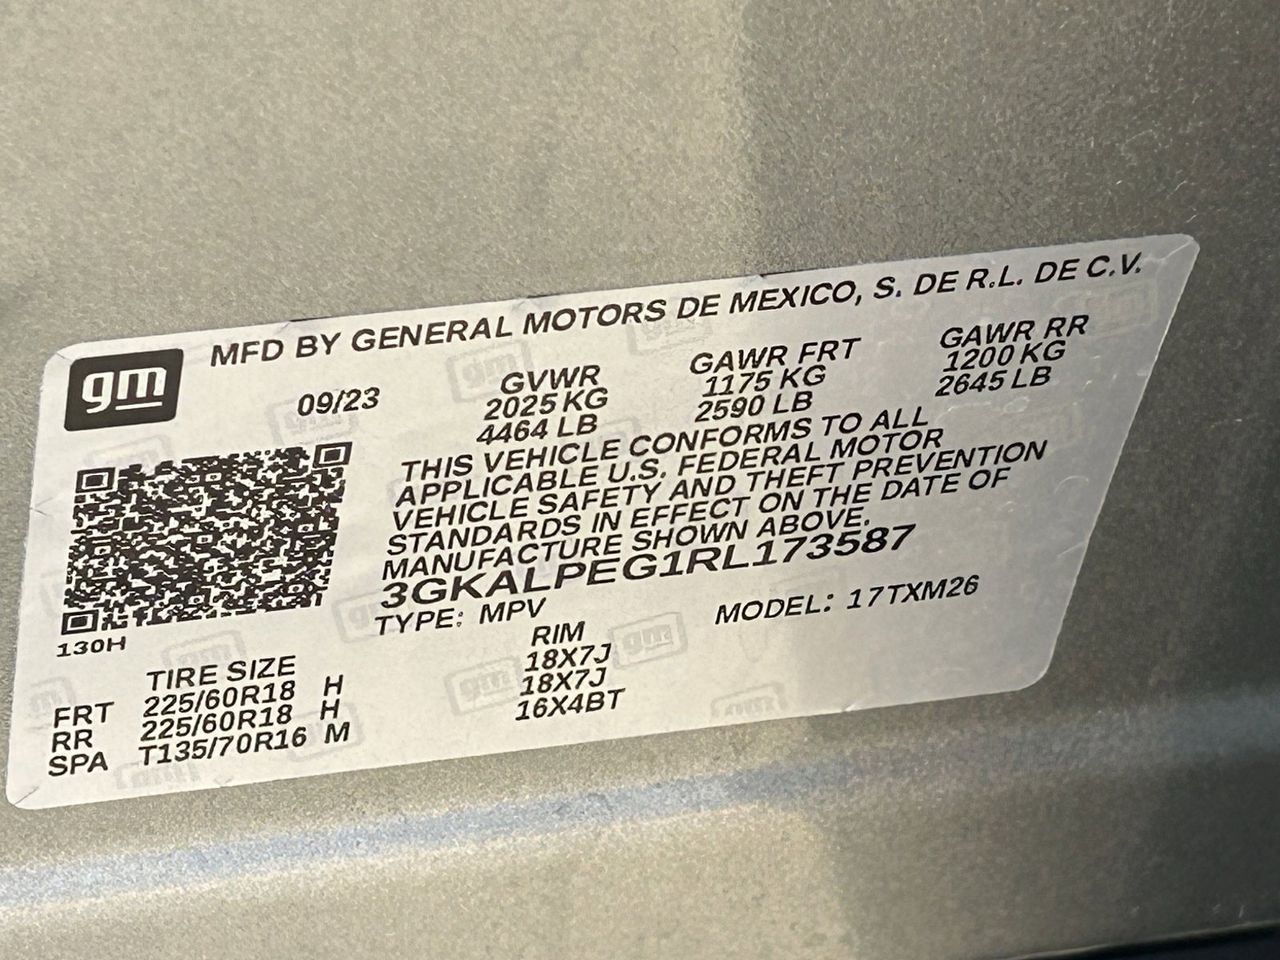 gm
MFD BY GENERAL MOTORS DE MEXICO, S. DE R.L. DE C.V.
09/23 GVWR GAWR FRT GAWR RR
2025 KG 1175 KG 1200 KG
4464 LB 2590 LB 2645 LB
THIS VEHICLE CONFORMS TO ALL
APPLICABLE U.S. FEDERAL MOTOR
VEHICLE SAFETY AND THEFT PREVENTION
STANDARDS IN EFFECT ON THE DATE OF
MANUFACTURE SHOWN ABOVE.
3GKALPEG1RL173587
TYPE: MPV MODEL: 17TXM26
130H
TIRE SIZE RIM
FRT 225/60R18 H 18X7J
RR 225/60R18 H 18X7J
SPA T135/70R16 M 16X4BT